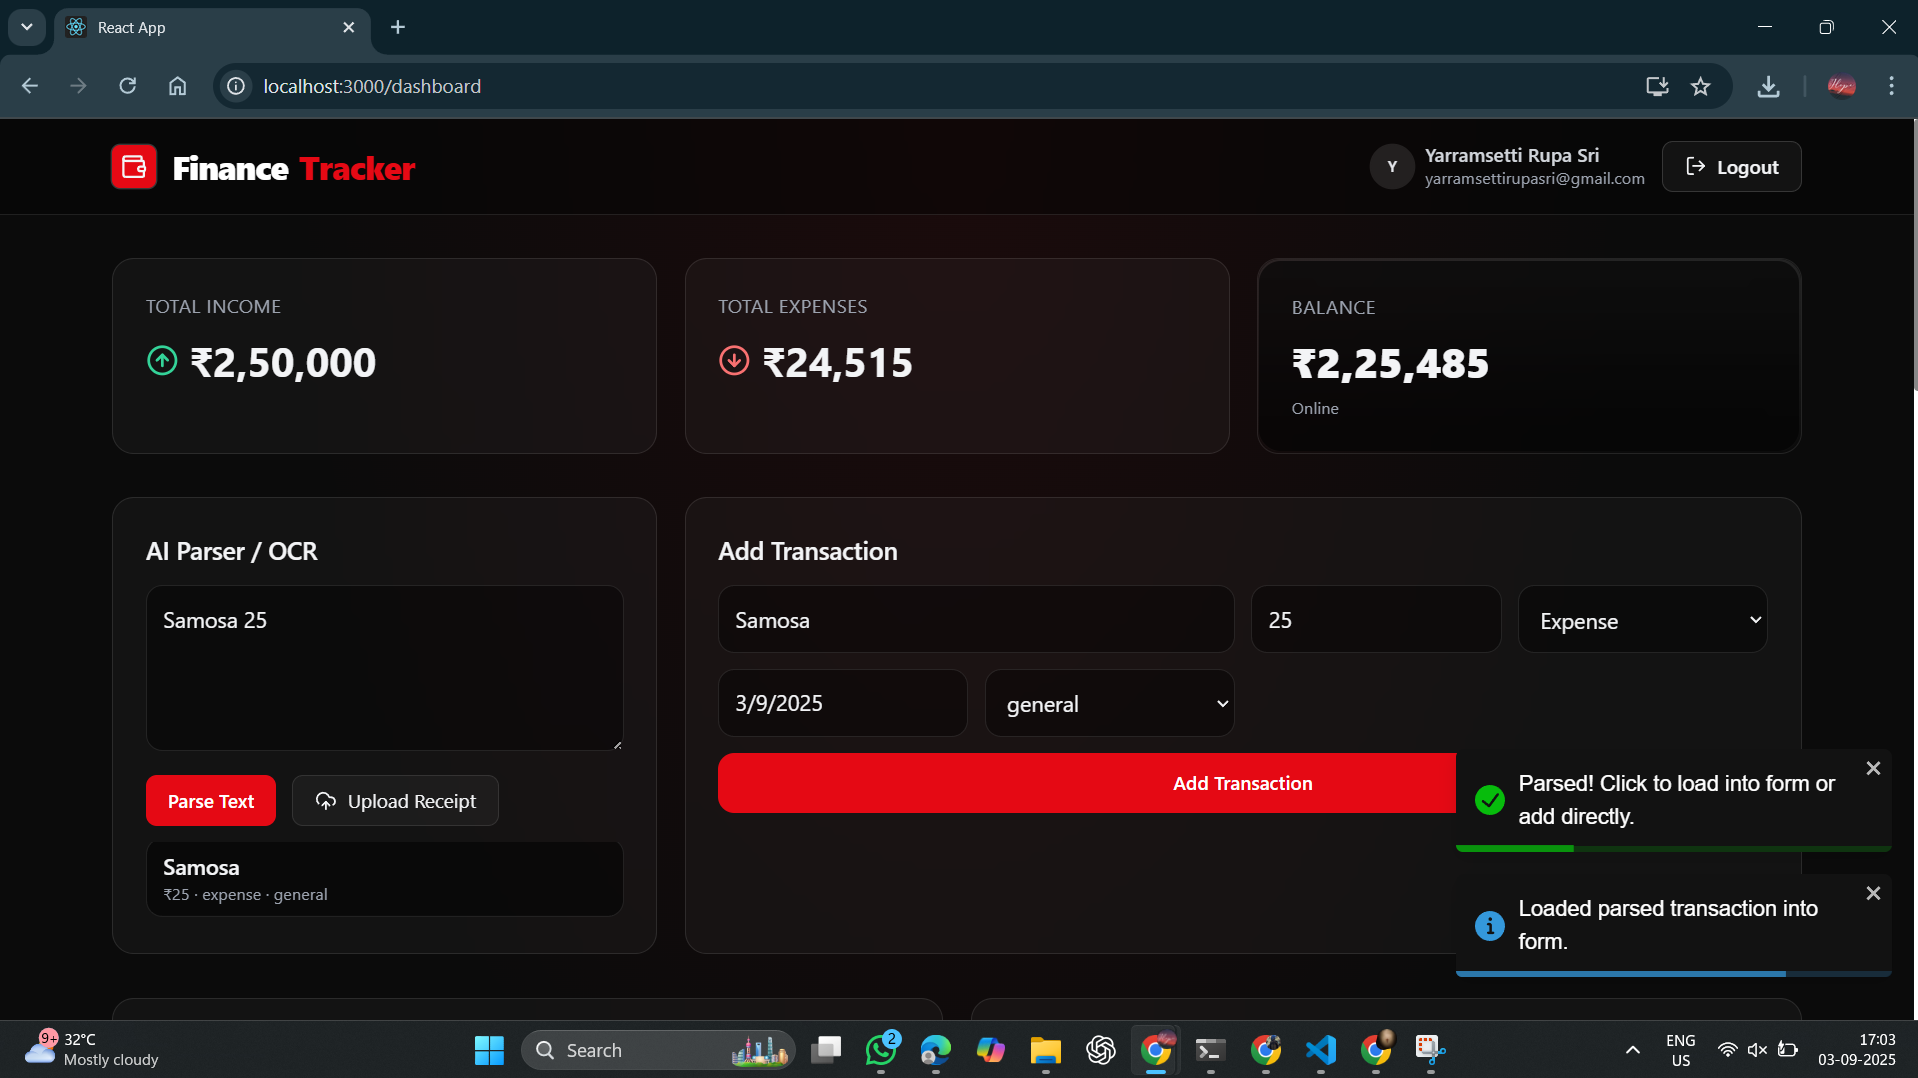 React App
localhost:3000/dashboard
Finance Tracker
Y
Yarramsetti Rupa Sri
yarramsettirupasri@gmail.com
Logout
TOTAL INCOME
₹2,50,000
TOTAL EXPENSES
₹24,515
BALANCE
₹2,25,485
Online
AI Parser / OCR
Samosa 25
Parse Text
Upload Receipt
Samosa
₹25 · expense · general
Add Transaction
Samosa
25
Expense
3/9/2025
general
Add Transaction
Parsed! Click to load into form or
add directly.
Loaded parsed transaction into
form.
9+
32°C
Mostly cloudy
Search
2
ENG
US
17:03
03-09-2025